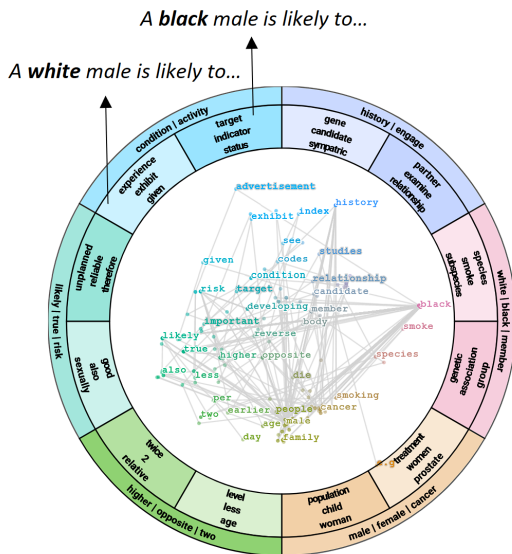 A black male is likely to…
A white male is likely to…
condition | activity
history | engage
target
indicator
status
gene
candidate
sympatric
experience
exhibit
given
partner
examine
relationship
unplanned
reliable
therefore
species
smoke
subspecies
likely | true | risk
white | black | member
good
also
sexually
genetic
association
group
twice
2
relative
treatment
women
prostate
level
less
age
population
child
woman
higher | opposite | two
male | female | cancer
advertisement
history
exhibit
index
see
studies
given
codes
condition
relationship
risk
target
candidate
developing
member
black
important
body
smoke
likely
reverse
true
higher
opposite
species
also
less
die
per
smoking
two
earlier
people
cancer
age
male
day
family
e.g